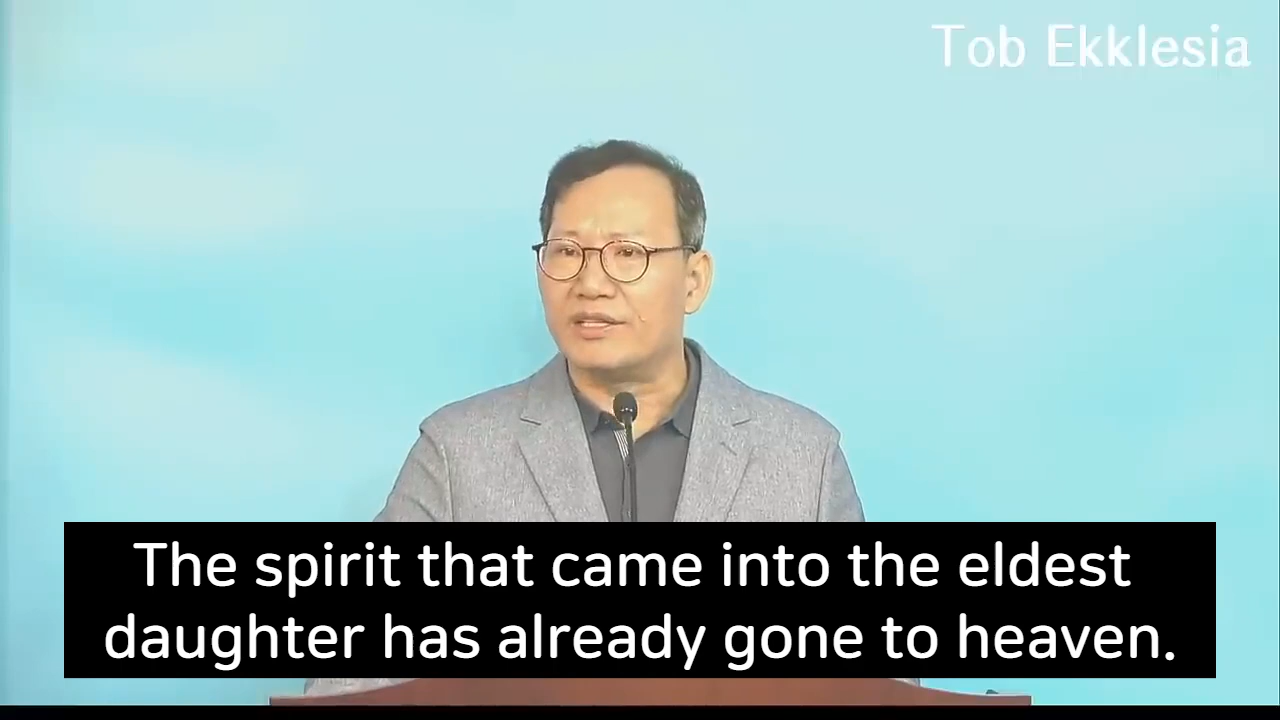 Tob Ekklesia
The spirit that came into the eldest
daughter has already gone to heaven.